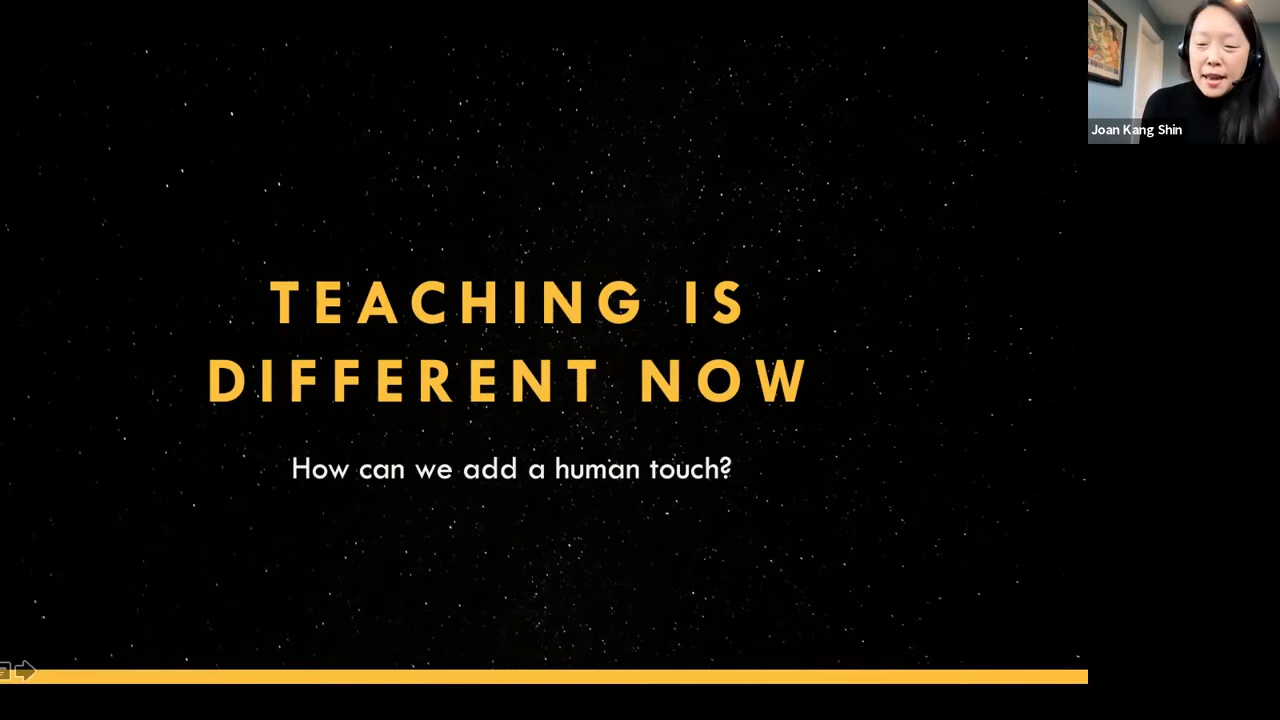 TEACHING IS
DIFFERENT NOW
How can we add a human touch?
Joan Kang Shin